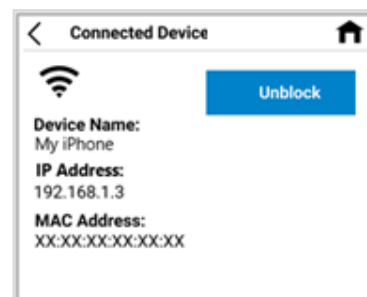 Connected Device
Unblock
Device Name:
My iPhone
IP Address:
192.168.1.3
MAC Address:
XX:XX:XX:XX:XX:XX